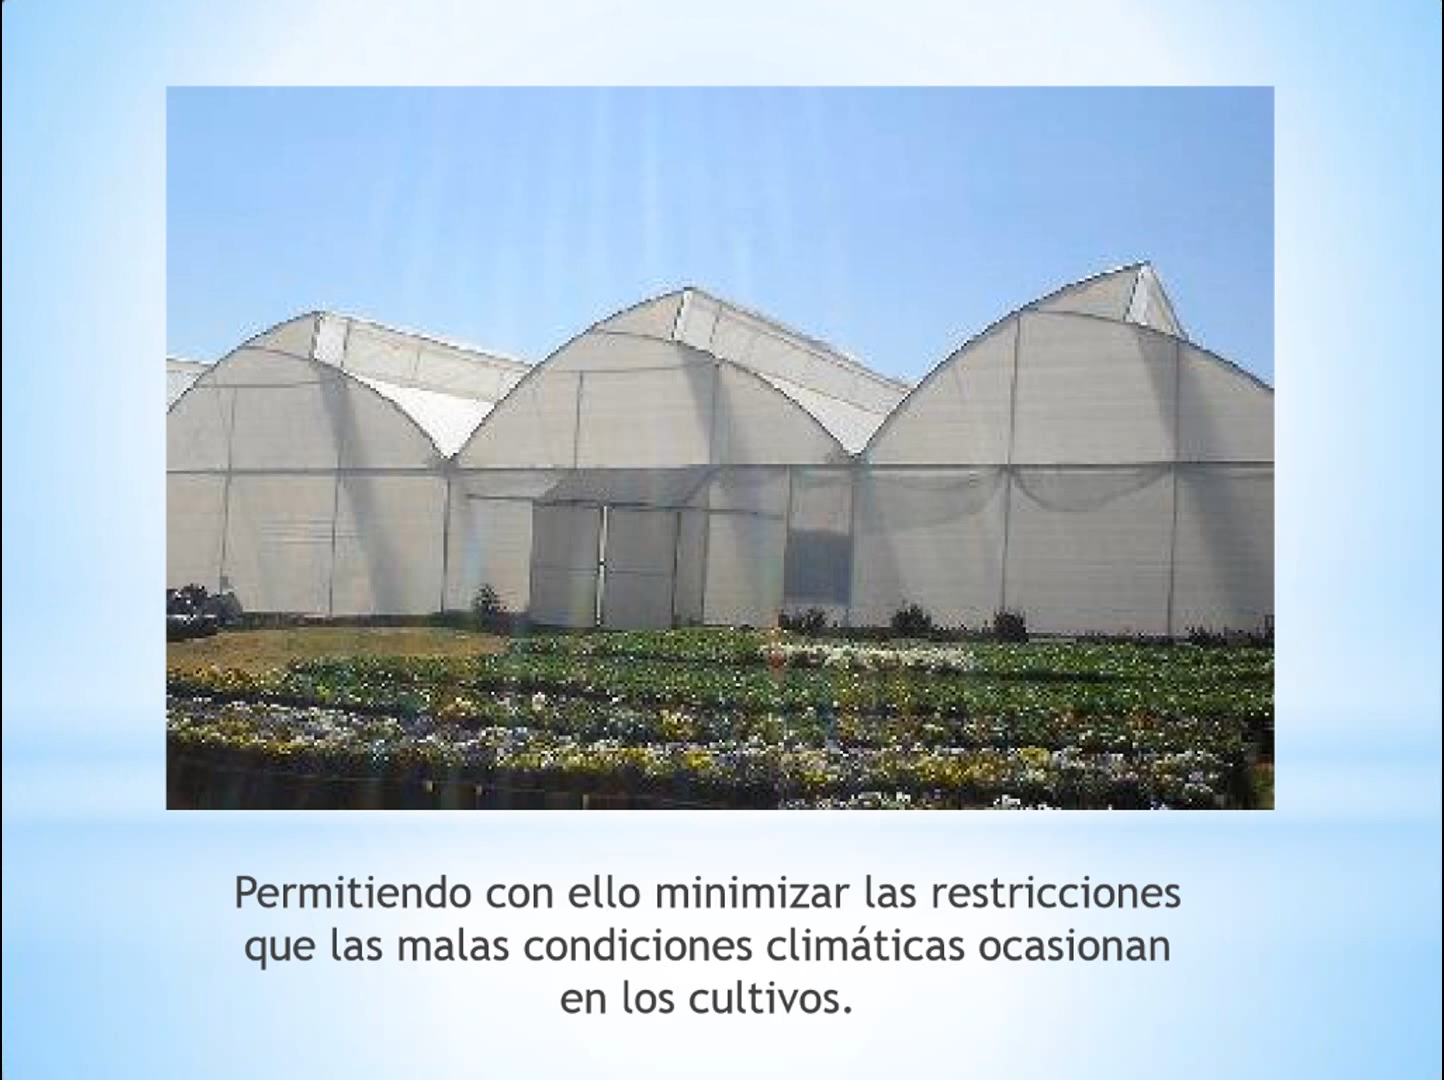 Permitiendo con ello minimizar las restricciones
que las malas condiciones climáticas ocasionan
en los cultivos.